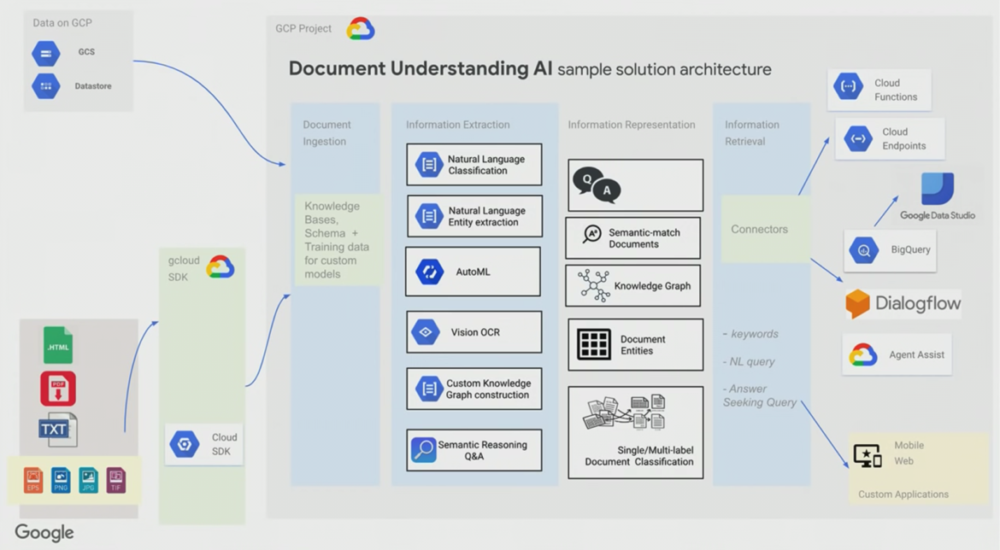 Data on GCP
GCS
Datastore
GCP Project
Document Understanding AI sample solution architecture
Document
Ingestion
Knowledge
Bases,
Schema +
Training data
for custom
models
Information Extraction
Natural Language
Classification
Natural Language
Entity extraction
AutoML
Vision OCR
Custom Knowledge
Graph construction
Semantic Reasoning
Q&A
Information Representation
Q
A
Semantic-match
Documents
Knowledge Graph
Document
Entities
Single/Multi-label
Document Classification
Information
Retrieval
Connectors
- keywords
- NL query
- Answer
Seeking Query
Cloud
Functions
Cloud
Endpoints
Google Data Studio
BigQuery
Dialogflow
Agent Assist
Mobile
Web
Custom Applications
gcloud
SDK
Cloud
SDK
.HTML
PDF
TXT
EPS
PNG
JPG
TIF
Google